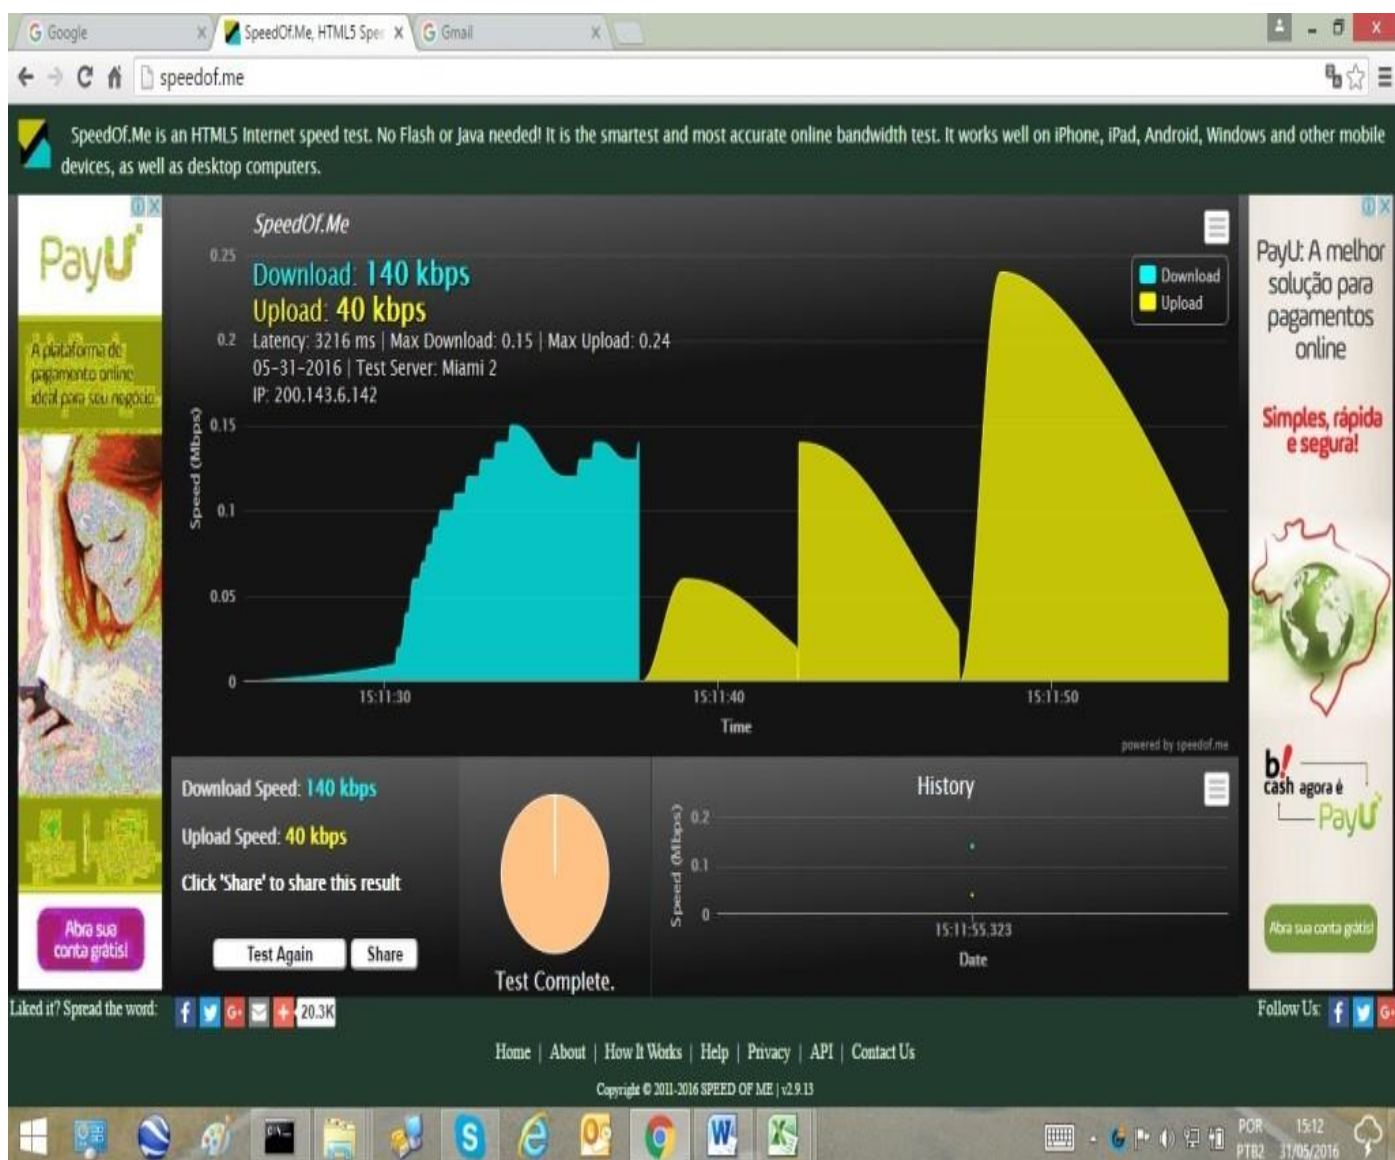 Google
SpeedOf.Me, HTML5 Spe
Gmail
speedof.me
SpeedOf.Me is an HTML5 Internet speed test. No Flash or Java needed! It is the smartest and most accurate online bandwidth test. It works well on iPhone, iPad, Android, Windows and other mobile
devices, as well as desktop computers.
PayU
A plataforma de
pagamento online
ideal para seu negócio.
Abra sua
conta grátis!
SpeedOf.Me
Download: 140 kbps
Upload: 40 kbps
Latency: 3216 ms | Max Download: 0.15 | Max Upload: 0.24
05-31-2016 | Test Server: Miami 2
IP: 200.143.6.142
Download
Upload
Speed (Mbps)
0.25
0.2
0.15
0.1
0.05
0
15:11:30
15:11:40
15:11:50
Time
powered by speedof.me
PayU: A melhor
solução para
pagamentos
online
Simples, rápida
e segura!
b!
cash agora é
PayU
Abra sua conta grátis!
Download Speed: 140 kbps
Upload Speed: 40 kbps
Click 'Share' to share this result
Test Again
Share
Test Complete.
History
Speed (Mbps)
0.2
0.1
0
15:11:55.323
Date
Liked it? Spread the word:
20.3K
Follow Us:
Home | About | How It Works | Help | Privacy | API | Contact Us
Copyright © 2011-2016 SPEED OF ME | v2.9.13
POR
PTB2
15:12
31/05/2016